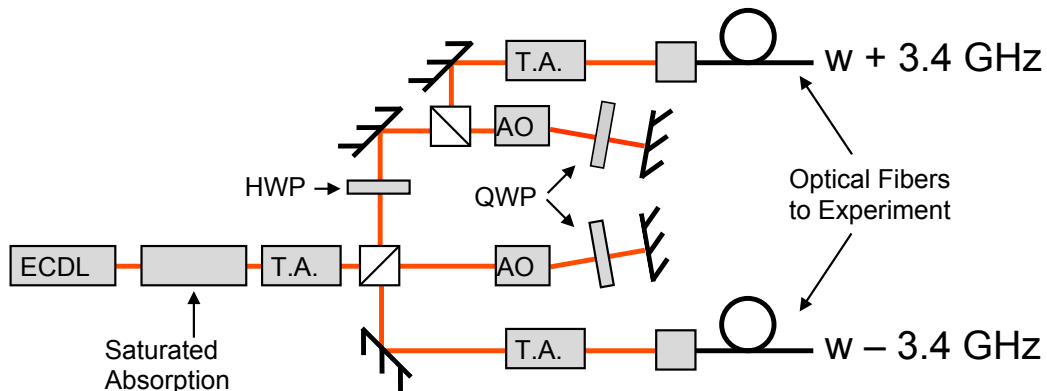 T.A.
w + 3.4 GHz
AO
HWP
QWP
Optical Fibers
to Experiment
ECDL
T.A.
AO
T.A.
w – 3.4 GHz
Saturated
Absorption